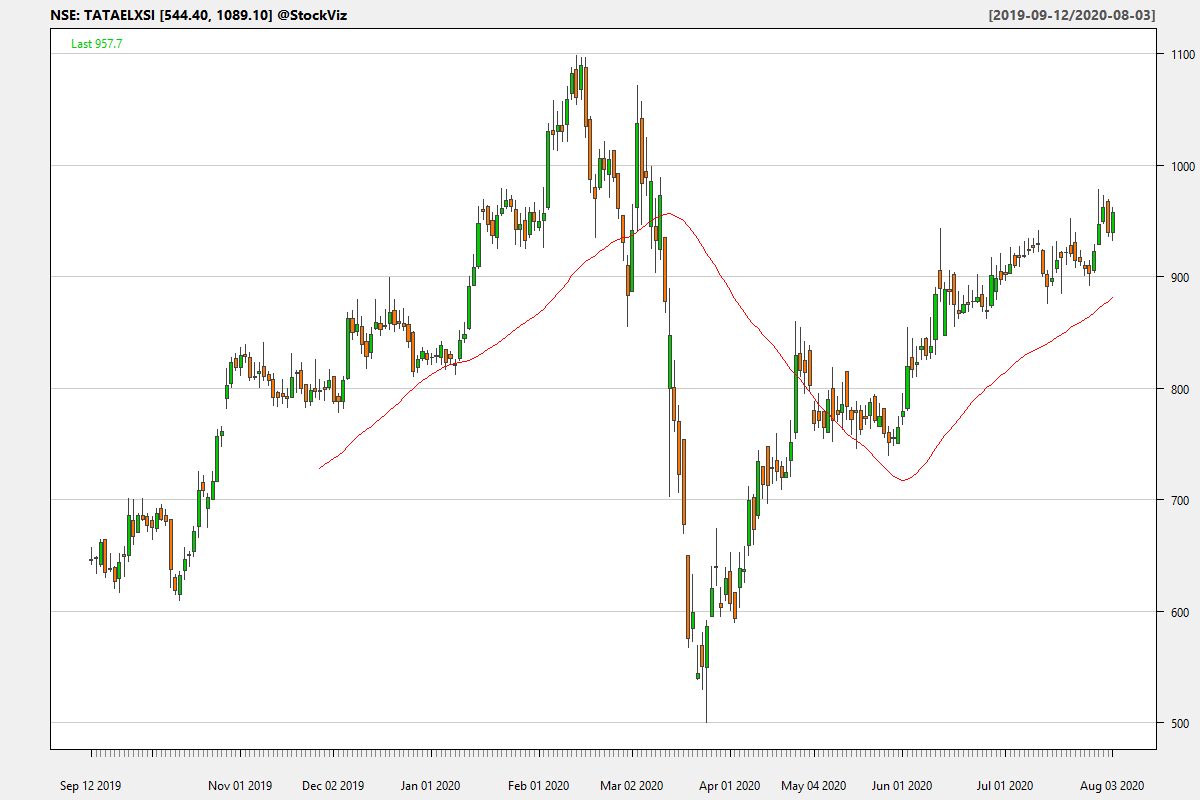 NSE: TATAELXSI [544.40, 1089.10] @StockViz
[2019-09-12/2020-08-03]
Last 957.7
1100
1000
900
800
700
600
500
Sep 12 2019 Nov 01 2019 Dec 02 2019 Jan 01 2020 Feb 01 2020 Mar 02 2020 Apr 01 2020 May 04 2020 Jun 01 2020 Jul 01 2020 Aug 03 2020